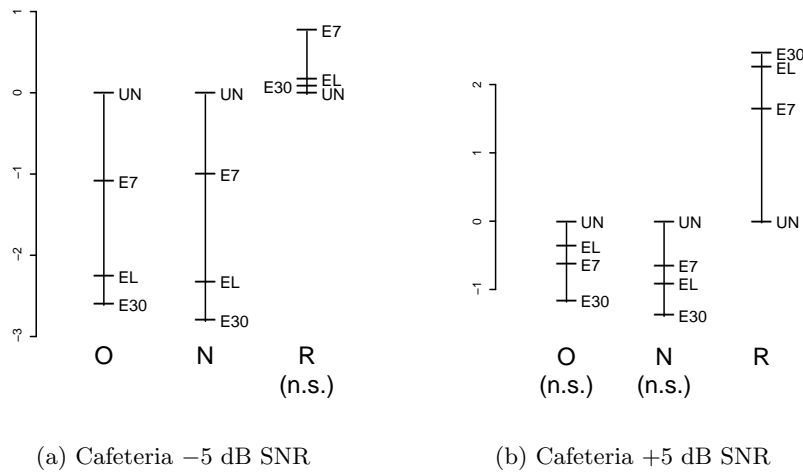 1
0
−1
−2
−3
UN
E7
EL
E30
UN
E7
EL
E30
E7
EL
E30
UN
O
N
R
(n.s.)
(a) Cafeteria −5 dB SNR
2
1
0
−1
UN
EL
E7
E30
UN
E7
EL
E30
E30
EL
E7
UN
O
(n.s.)
N
(n.s.)
R
(b) Cafeteria +5 dB SNR